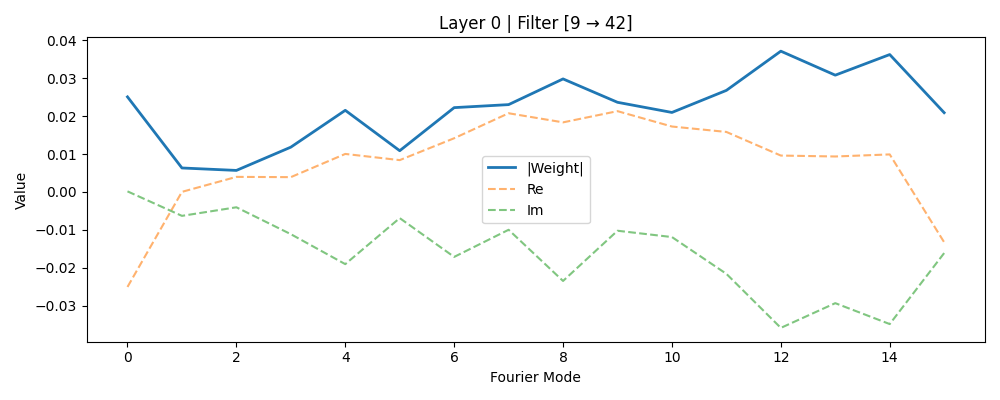 Layer 0 | Filter [9 → 42]
0.04
0.03
0.02
0.01
0.00
−0.01
−0.02
−0.03
Value
|Weight|
Re
Im
0 2 4 6 8 10 12 14
Fourier Mode